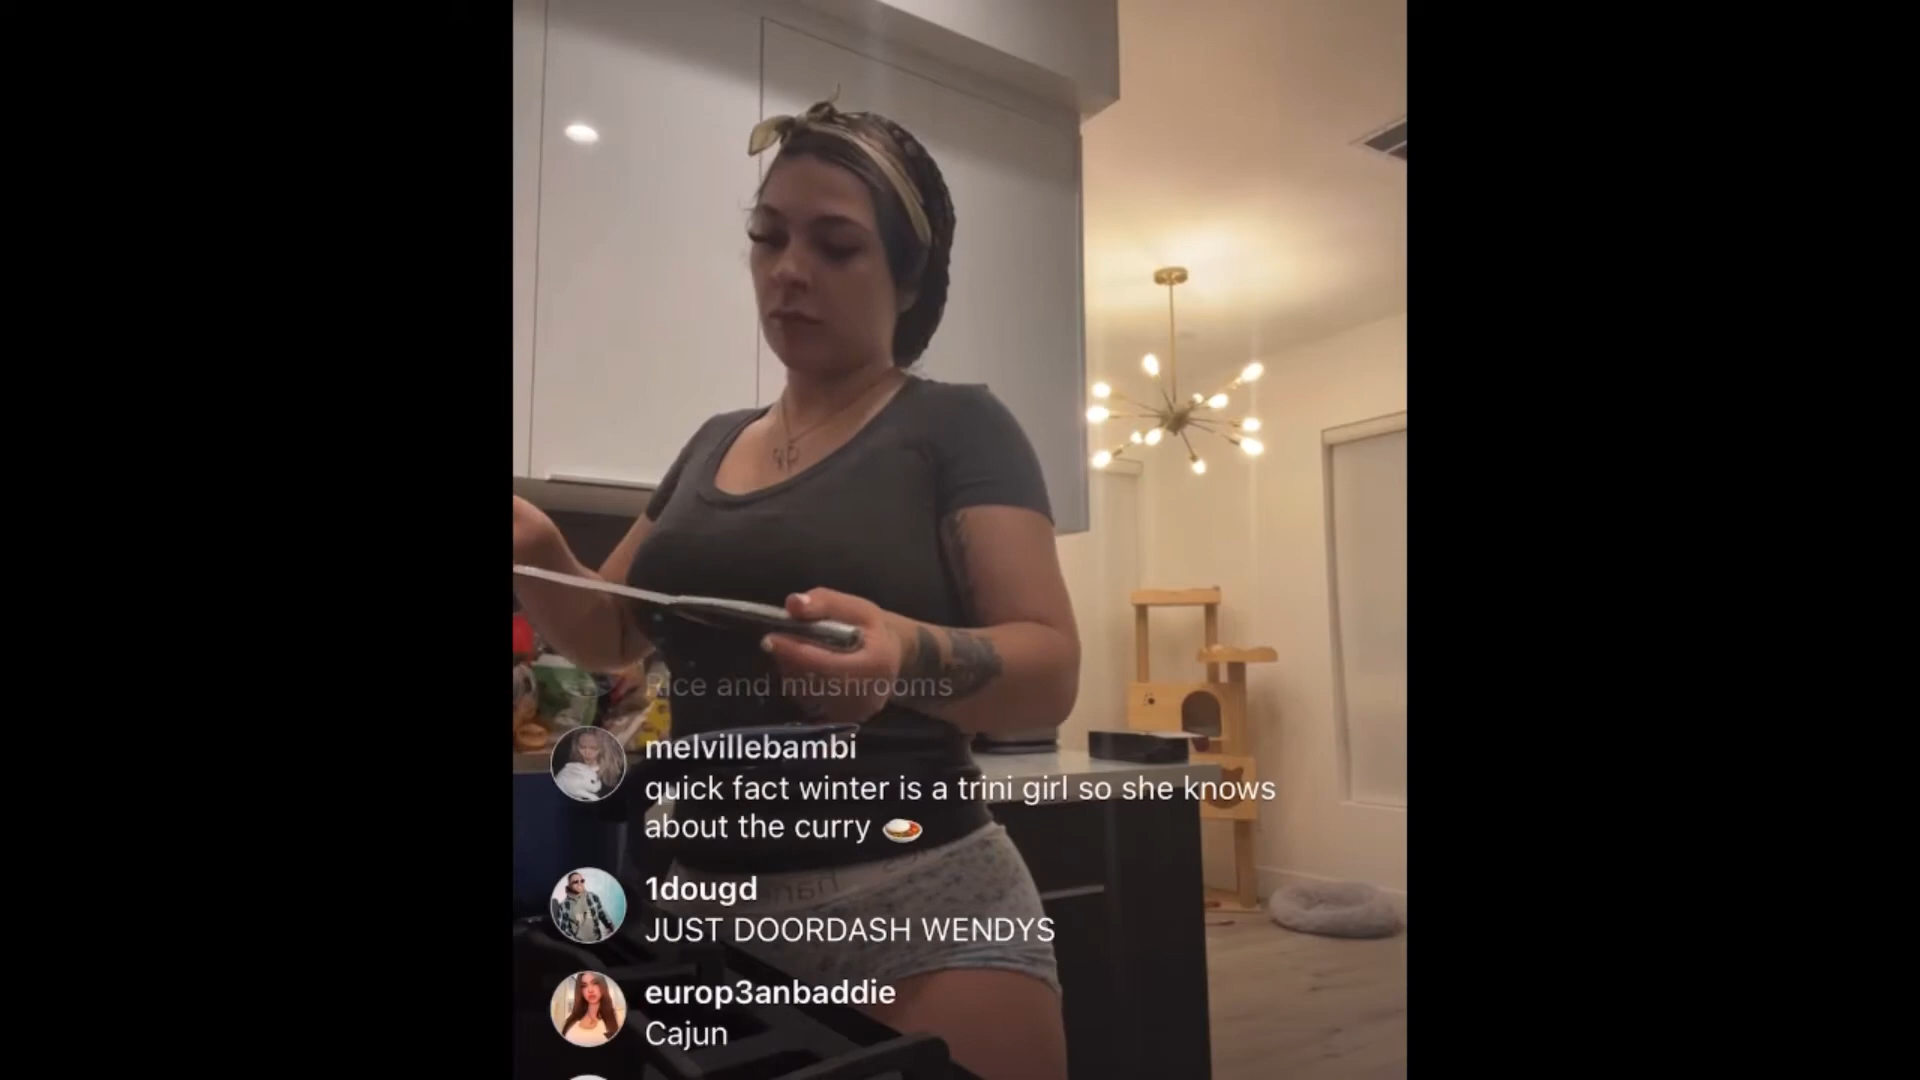 Rice and mushrooms
melvillebambi
quick fact winter is a trini girl so she knows
about the curry 🍛
1dougd
JUST DOORDASH WENDYS
europ3anbaddie
Cajun